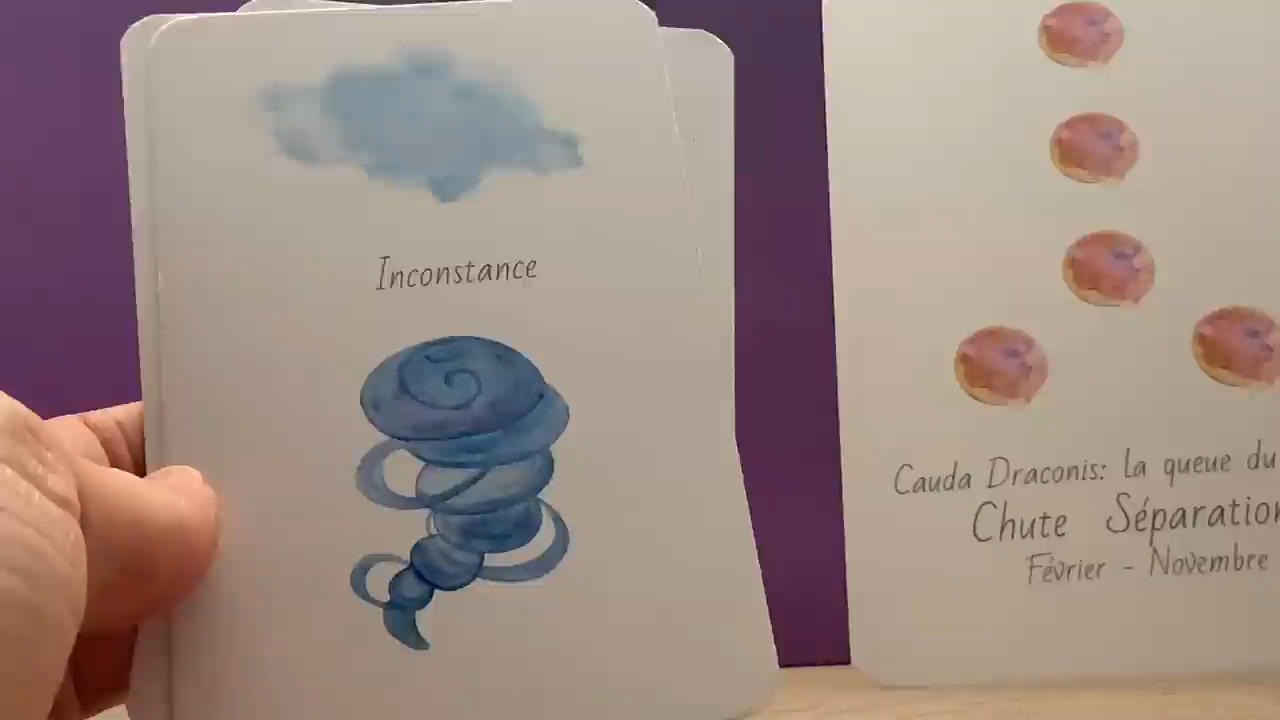 Inconstance
Cauda Draconis: la queue du
Chute Séparation
Février - Novembre